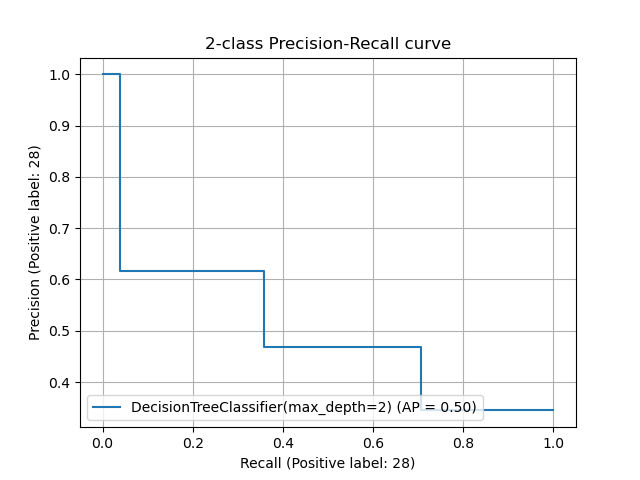 2-class Precision-Recall curve
1.0
0.9
0.8
0.7
0.6
0.5
0.4
Precision (Positive label: 28)
DecisionTreeClassifier(max_depth=2) (AP = 0.50)
0.0 0.2 0.4 0.6 0.8 1.0
Recall (Positive label: 28)